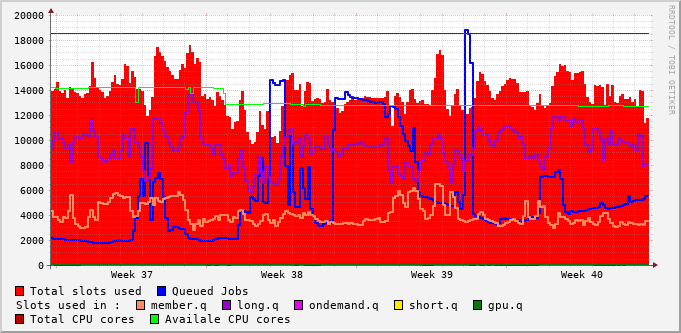 20000
18000
16000
14000
12000
10000
8000
6000
4000
2000
0
Week 37 Week 38 Week 39 Week 40
RRDTOOL / TOBI OETIKER
Total slots used Queued Jobs
Slots used in : member.q long.q ondemand.q short.q gpu.q
Total CPU cores Availale CPU cores